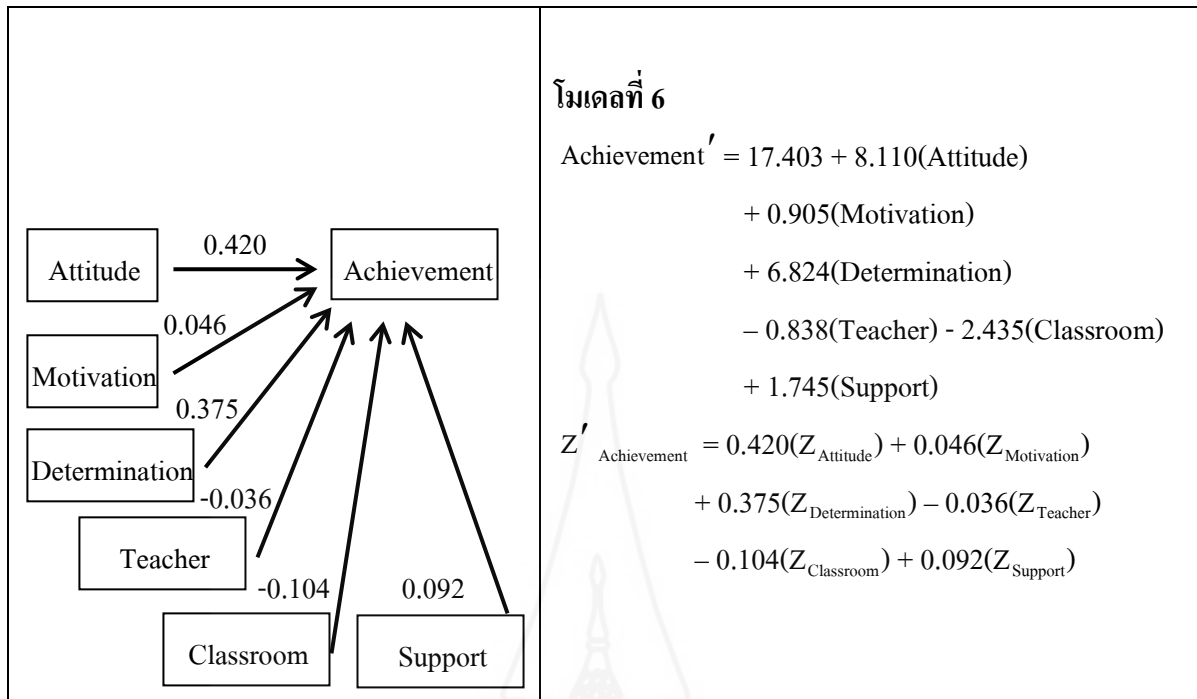 0.420
Attitude
Achievement
0.046
Motivation
0.375
Determination
-0.036
Teacher
-0.104
0.092
Classroom
Support
โมเดลที่ 6
Achievement′ = 17.403 + 8.110(Attitude)
+ 0.905(Motivation)
+ 6.824(Determination)
– 0.838(Teacher) - 2.435(Classroom)
+ 1.745(Support)
Z′ Achievement = 0.420(Z Attitude) + 0.046(Z Motivation)
+ 0.375(Z Determination) – 0.036(Z Teacher)
– 0.104(Z Classroom) + 0.092(Z Support)